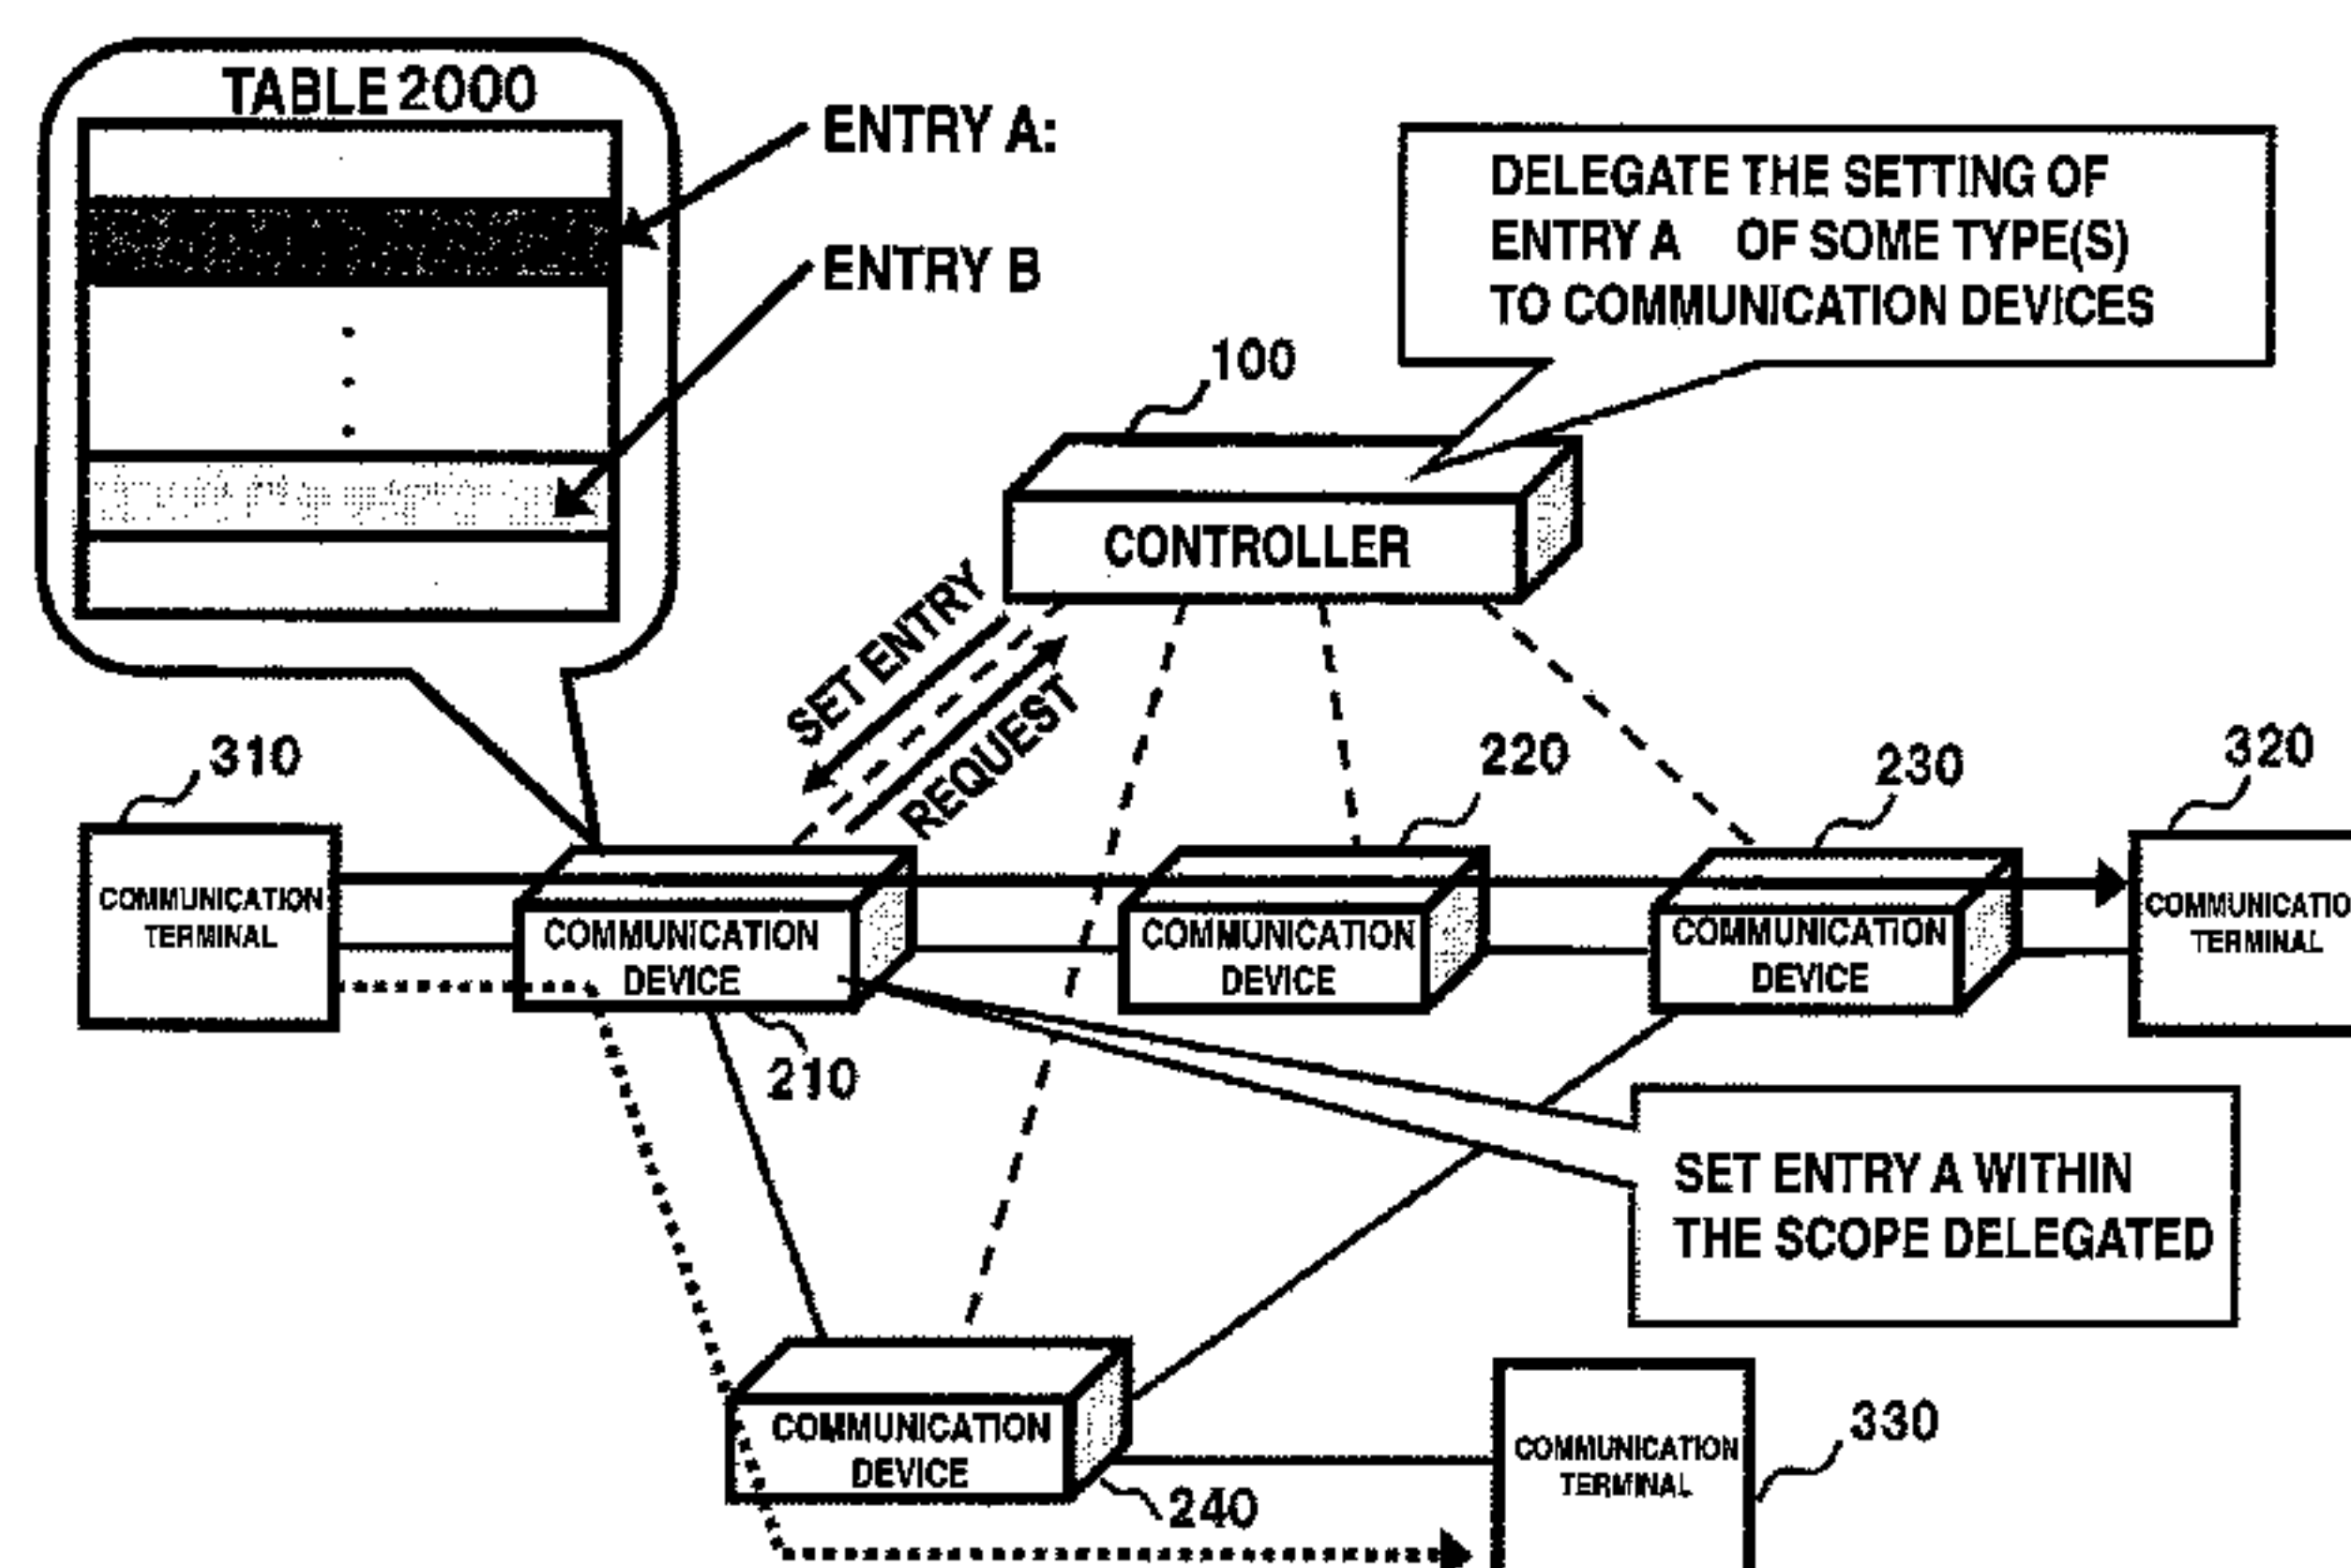 TABLE 2000
ENTRY A:
ENTRY B
DELEGATE THE SETTING OF
ENTRY A OF SOME TYPE(S)
TO COMMUNICATION DEVICES
100
CONTROLLER
SET ENTRY
REQUEST
310
220
230
320
COMMUNICATION
TERMINAL
COMMUNICATION
DEVICE
COMMUNICATION
DEVICE
COMMUNICATION
DEVICE
COMMUNICATIO
TERMINAL
210
SET ENTRY A WITHIN
THE SCOPE DELEGATED
COMMUNICATION
DEVICE
240
COMMUNICATION
TERMINAL
330